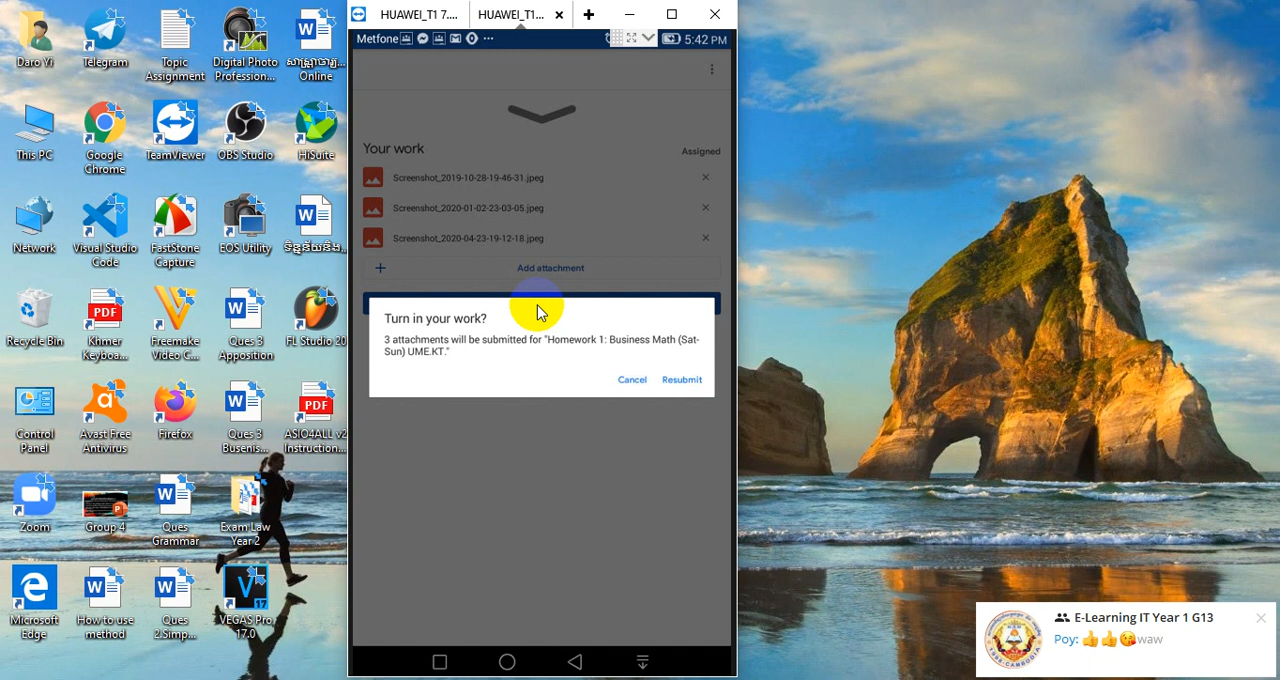 Daro Yi
Telegram
Topic
Assignment
Digital Photo
Profession...
Online
This PC
Google
Chrome
TeamViewer
OBS Studio
HiSuite
Network
Visual Studio
Code
FastStone
Capture
EOS Utility
Recycle Bin
Khmer
Keyboa...
Freemake
Video C...
Ques 3
Apposition
FL Studio 20
Control
Panel
Avast Free
Antivirus
Firefox
Ques 3
Busenis...
ASIO4ALL v2
Instruction...
Zoom
Group 4
Ques
Grammar
Exam Law
Year 2
Microsoft
Edge
How to use
method
Ques
2.Simp...
VEGAS Pro
17.0
HUAWEI_T1 7....
HUAWEI_T1...
Metfone
5:42 PM
Your work
Assigned
Screenshot_2019-10-28-19-46-31.jpeg
Screenshot_2020-01-02-23-03-05.jpeg
Screenshot_2020-04-23-19-12-18.jpeg
Add attachment
Turn in your work?
3 attachments will be submitted for "Homework 1: Business Math (Sat-
Sun) UME.KT."
Cancel Resubmit
E-Learning IT Year 1 G13
Poy: 👍👍😘waw